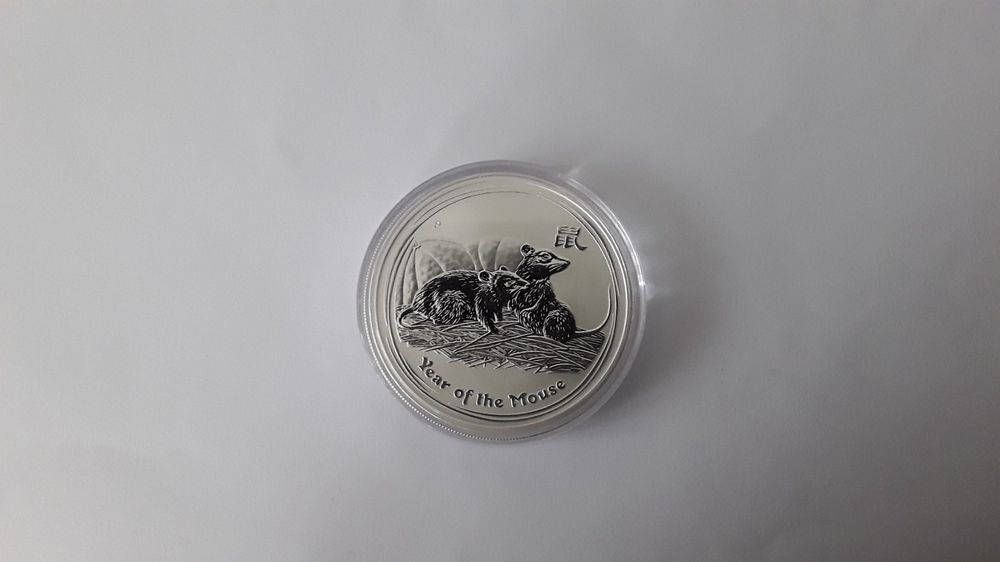 鼠
Year of the Mouse